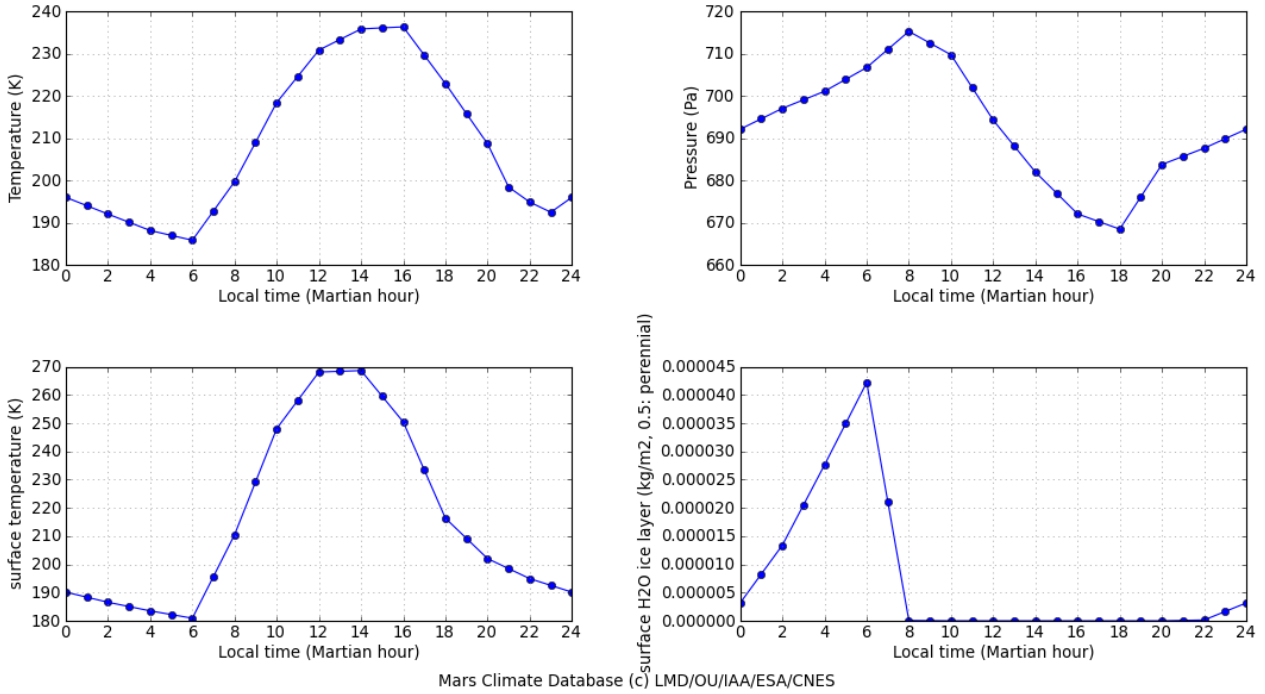 240
230
220
210
200
190
180
Temperature (K)
0 2 4 6 8 10 12 14 16 18 20 22 24
Local time (Martian hour)
720
710
700
690
680
670
660
Pressure (Pa)
0 2 4 6 8 10 12 14 16 18 20 22 24
Local time (Martian hour)
270
260
250
240
230
220
210
200
190
180
surface temperature (K)
0 2 4 6 8 10 12 14 16 18 20 22 24
Local time (Martian hour)
0.000045
0.000040
0.000035
0.000030
0.000025
0.000020
0.000015
0.000010
0.000005
0.000000
surface H2O ice layer (kg/m2, 0.5: perennial)
0 2 4 6 8 10 12 14 16 18 20 22 24
Local time (Martian hour)
Mars Climate Database (c) LMD/OU/IAA/ESA/CNES